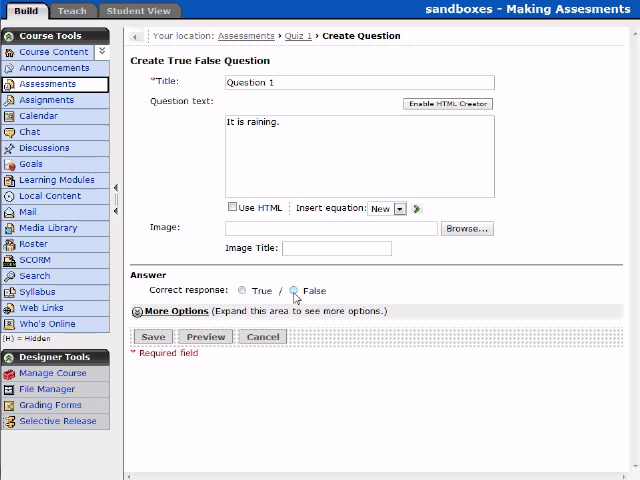 Build Teach Student View sandboxes - Making Assesments
Course Tools
Course Content
Announcements
Assessments
Assignments
Calendar
Chat
Discussions
Goals
Learning Modules
Local Content
Mail
Media Library
Roster
SCORM
Search
Syllabus
Web Links
Who's Online
(H) = Hidden
Designer Tools
Manage Course
File Manager
Grading Forms
Selective Release
Your location: Assessments › Quiz 1 › Create Question
Create True False Question
*Title: Question 1
Question text: Enable HTML Creator
It is raining.
Use HTML Insert equation: New
Image: Browse...
Image Title:
Answer
Correct response: True / False
More Options (Expand this area to see more options.)
Save Preview Cancel
* Required field